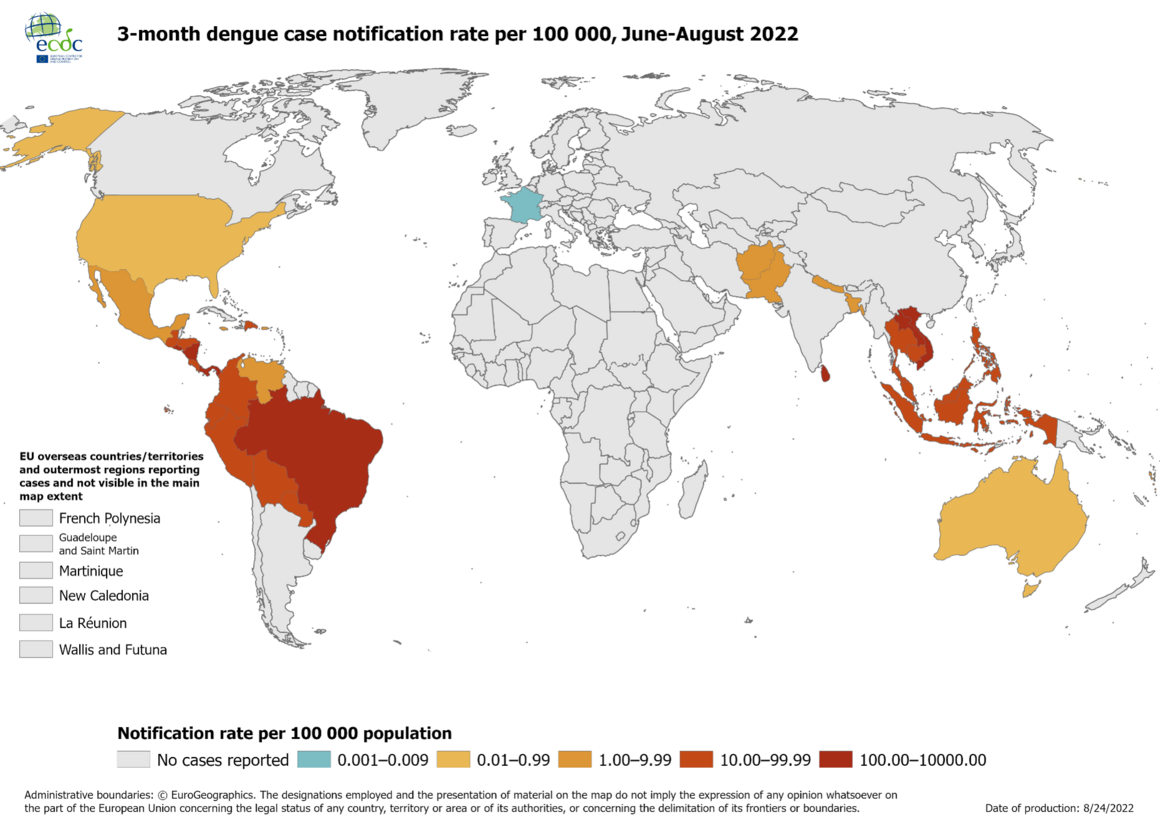 ecdc
3-month dengue case notification rate per 100 000, June-August 2022
EU overseas countries/territories
and outermost regions reporting
cases and not visible in the main
map extent
French Polynesia
Guadeloupe
and Saint Martin
Martinique
New Caledonia
La Réunion
Wallis and Futuna
Notification rate per 100 000 population
No cases reported
0.001–0.009
0.01–0.99
1.00–9.99
10.00–99.99
100.00–10000.00
Administrative boundaries: © EuroGeographics. The designations employed and the presentation of material on the map do not imply the expression of any opinion whatsoever on
the part of the European Union concerning the legal status of any country, territory or area or of its authorities, or concerning the delimitation of its frontiers or boundaries.
Date of production: 8/24/2022